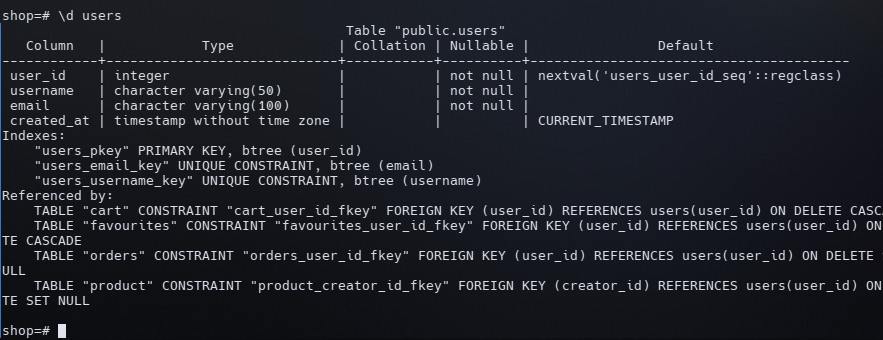 shop=# \d users
                                          Table "public.users"
   Column   |            Type             | Collation | Nullable |                Default
------------+-----------------------------+-----------+----------+----------------------------------------
 user_id    | integer                     |           | not null | nextval('users_user_id_seq'::regclass)
 username   | character varying(50)       |           | not null |
 email      | character varying(100)      |           | not null |
 created_at | timestamp without time zone |           |          | CURRENT_TIMESTAMP
Indexes:
    "users_pkey" PRIMARY KEY, btree (user_id)
    "users_email_key" UNIQUE CONSTRAINT, btree (email)
    "users_username_key" UNIQUE CONSTRAINT, btree (username)
Referenced by:
    TABLE "cart" CONSTRAINT "cart_user_id_fkey" FOREIGN KEY (user_id) REFERENCES users(user_id) ON DELETE CASC
    TABLE "favourites" CONSTRAINT "favourites_user_id_fkey" FOREIGN KEY (user_id) REFERENCES users(user_id) ON
TE CASCADE
    TABLE "orders" CONSTRAINT "orders_user_id_fkey" FOREIGN KEY (user_id) REFERENCES users(user_id) ON DELETE
ULL
    TABLE "product" CONSTRAINT "product_creator_id_fkey" FOREIGN KEY (creator_id) REFERENCES users(user_id) ON
TE SET NULL
shop=#